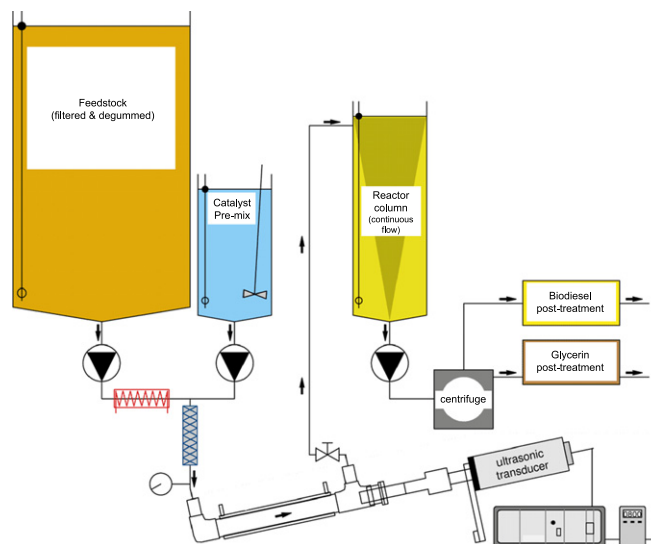 Feedstock
(filtered & degummed)
Catalyst
Pre-mix
Reactor
column
(continuous
flow)
Biodiesel
post-treatment
Glycerin
post-treatment
centrifuge
ultrasonic
transducer